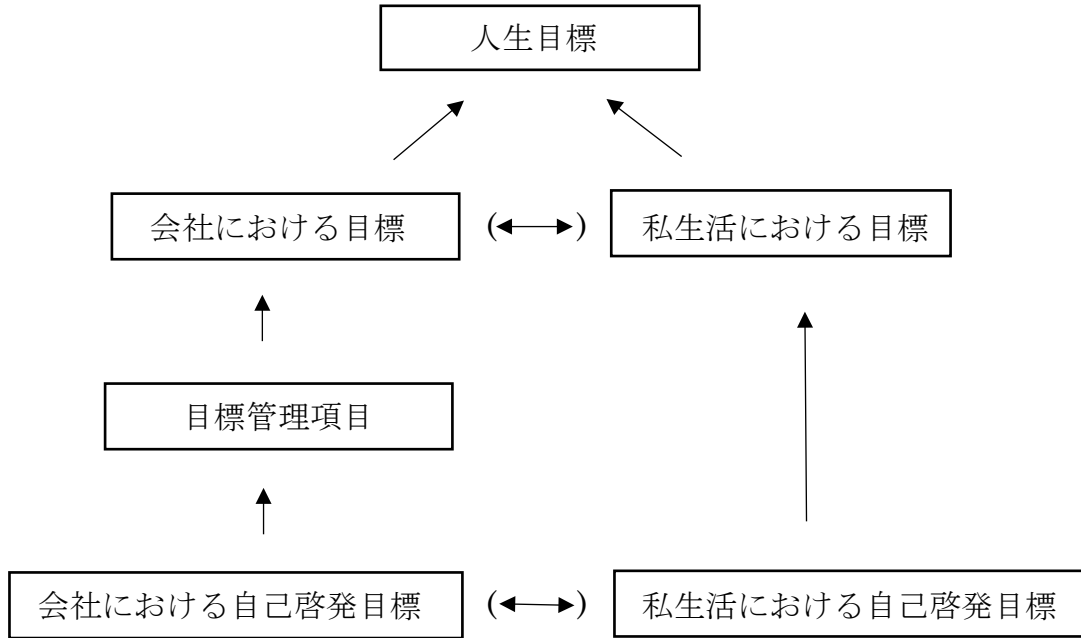 人生目標
会社における目標
(↔)
私生活における目標
目標管理項目
会社における自己啓発目標
(↔)
私生活における自己啓発目標